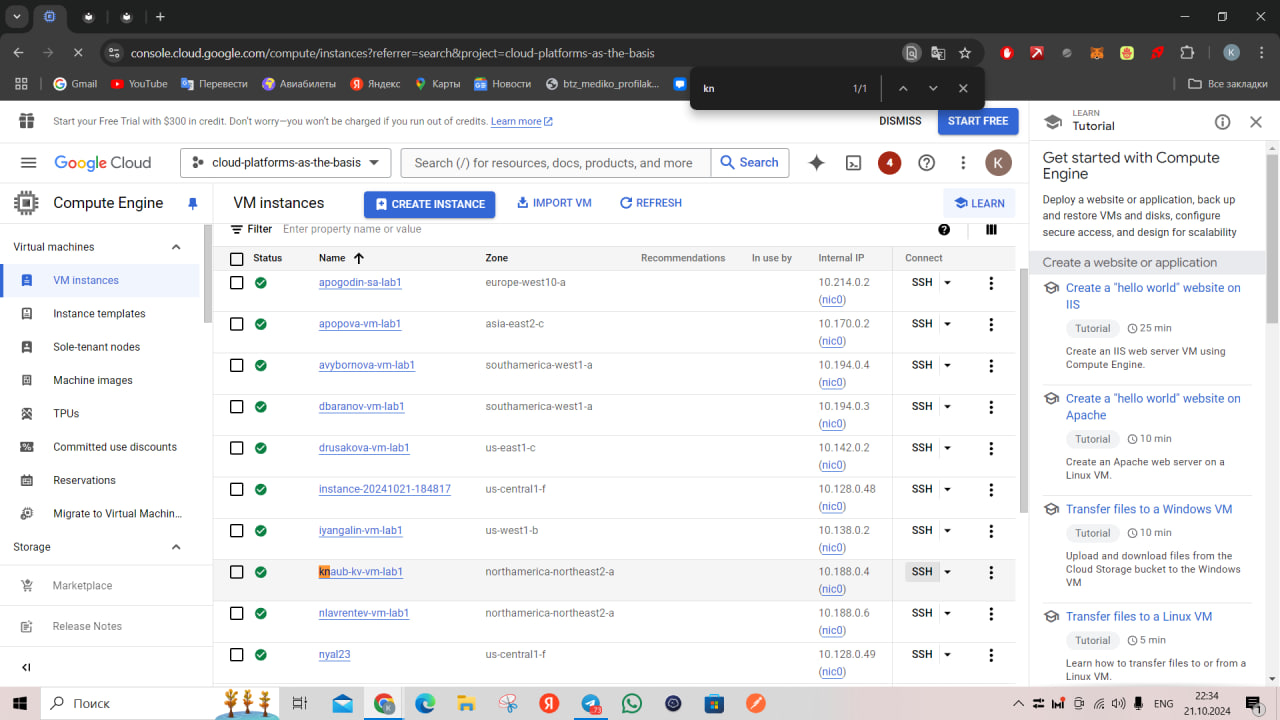 console.cloud.google.com/compute/instances?referrer=search&project=cloud-platforms-as-the-basis
K
Gmail
YouTube
Перевести
Авиабилеты
Яндекс
Карты
Новости
btz_mediko_profilak...
Все закладки
kn
1/1
Start your Free Trial with $300 in credit. Don't worry—you won't be charged if you run out of credits. Learn more
DISMISS
START FREE
Google Cloud
cloud-platforms-as-the-basis
Search (/) for resources, docs, products, and more
Search
4
K
Compute Engine
VM instances
CREATE INSTANCE
IMPORT VM
REFRESH
LEARN
Virtual machines
VM instances
Instance templates
Sole-tenant nodes
Machine images
TPUs
Committed use discounts
Reservations
Migrate to Virtual Machin...
Storage
Marketplace
Release Notes
Filter Enter property name or value
Status Name Zone Recommendations In use by Internal IP Connect
apogodin-sa-lab1 europe-west10-a 10.214.0.2 SSH
(nic0)
apopova-vm-lab1 asia-east2-c 10.170.0.2 SSH
(nic0)
avybornova-vm-lab1 southamerica-west1-a 10.194.0.4 SSH
(nic0)
dbaranov-vm-lab1 southamerica-west1-a 10.194.0.3 SSH
(nic0)
drusakova-vm-lab1 us-east1-c 10.142.0.2 SSH
(nic0)
instance-20241021-184817 us-central1-f 10.128.0.48 SSH
(nic0)
iyangalin-vm-lab1 us-west1-b 10.138.0.2 SSH
(nic0)
knaub-kv-vm-lab1 northamerica-northeast2-a 10.188.0.4 SSH
(nic0)
nlavrentev-vm-lab1 northamerica-northeast2-a 10.188.0.6 SSH
(nic0)
nyal23 us-central1-f 10.128.0.49 SSH
(nic0)
LEARN
Tutorial
Get started with Compute
Engine
Deploy a website or application, back up
and restore VMs and disks, configure
secure access, and design for scalability
Create a website or application
Create a "hello world" website on
IIS
Tutorial 25 min
Create an IIS web server VM using
Compute Engine.
Create a "hello world" website on
Apache
Tutorial 10 min
Create an Apache web server on a
Linux VM.
Transfer files to a Windows VM
Tutorial 10 min
Upload and download files from the
Cloud Storage bucket to the Windows
VM
Transfer files to a Linux VM
Tutorial 5 min
Learn how to transfer files to or from a
Linux VM.
Поиск
ENG
22:34
21.10.2024